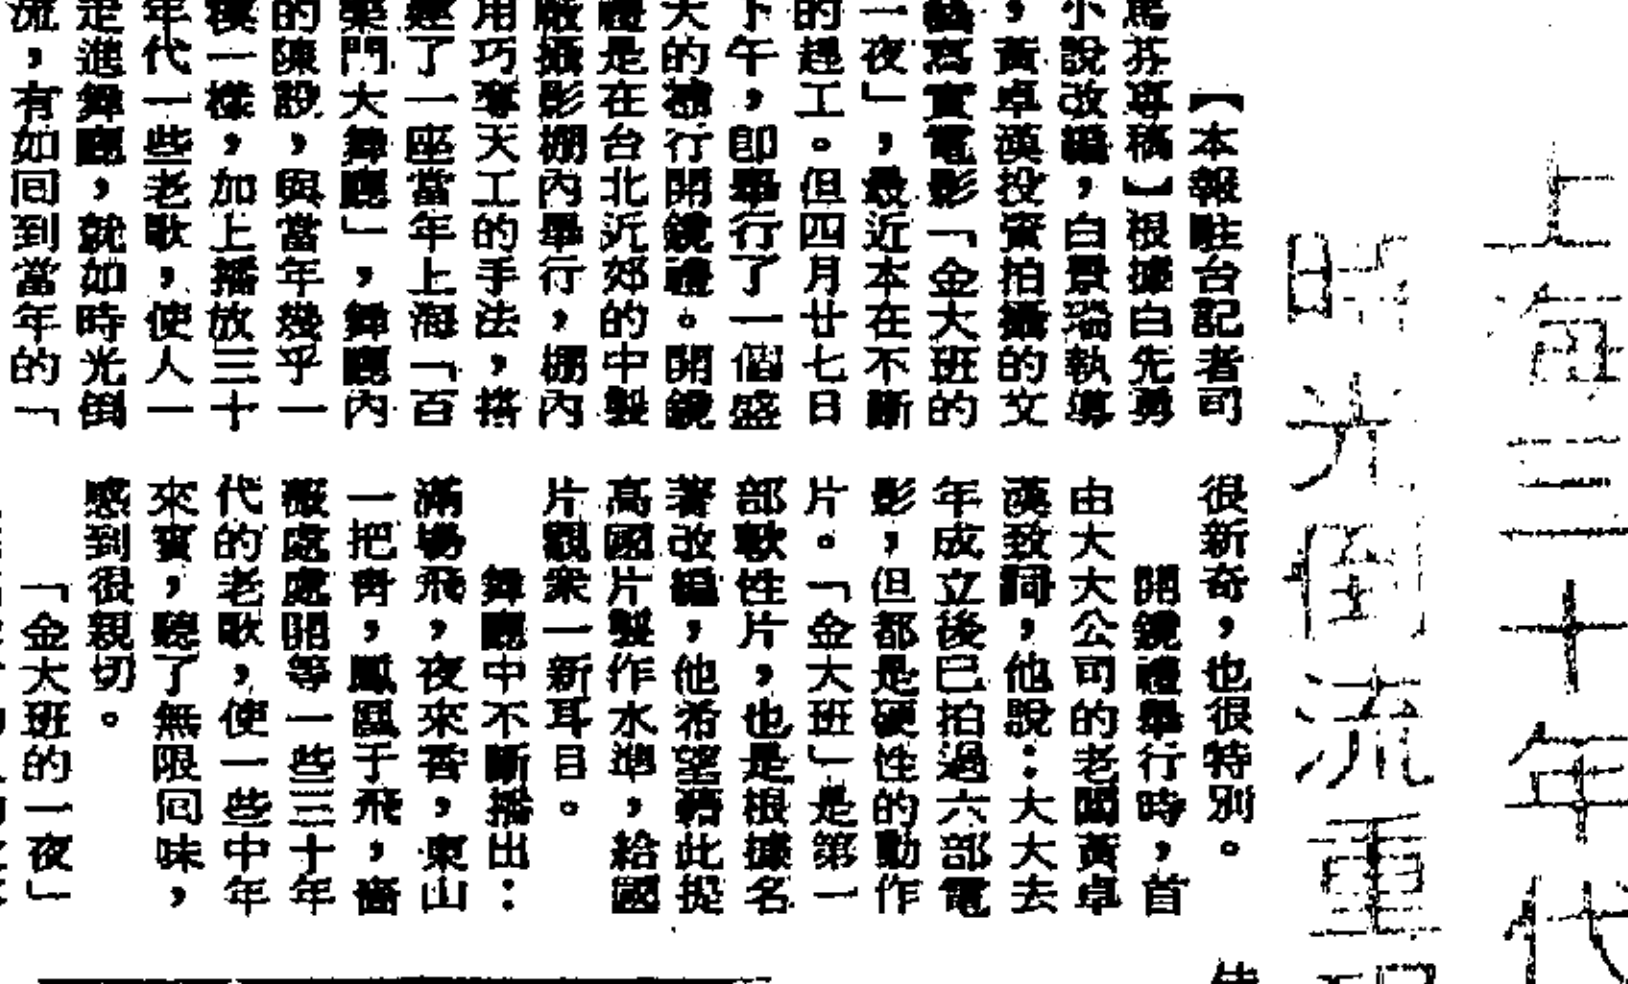 上海三十年代
時光倒流重現
【本報駐台記者司
馬芬專稿】根據白先勇
小說改編，白景瑞執導
，黃卓漢投資拍攝的文
藝寫實電影「金大班的
一夜」，最近本在不斷
的趕工。但四月廿七日
下午，即舉行了一個盛
大的補行開鏡禮。開鏡
禮是在台北近郊的中製
廠攝影棚內舉行，棚內
用巧奪天工的手法，搭
蓋了一座當年上海「百
樂門大舞廳」，舞廳內
的陳設，與當年幾乎一
模一樣，加上播放三十
年代一些老歌，使人一
走進舞廳，就如時光倒
流，有如囘到當年的「
很新奇，也很特別。
開鏡禮舉行時，首
由大大公司的老闆黃卓
漢致詞，他說：大大去
年成立後已拍過六部電
影，但都是硬性的動作
片。「金大班」是第一
部軟性片，也是根據名
著改編，他希望藉此提
高國片製作水準，給國
片觀衆一新耳目。
舞廳中不斷播出：
滿場飛，夜來香，東山
一把靑，鳳凰于飛，薔
薇處處開等一些三十年
代的老歌，使一些中年
來賓，聽了無限囘味，
感到很親切。
「金大班的一夜」